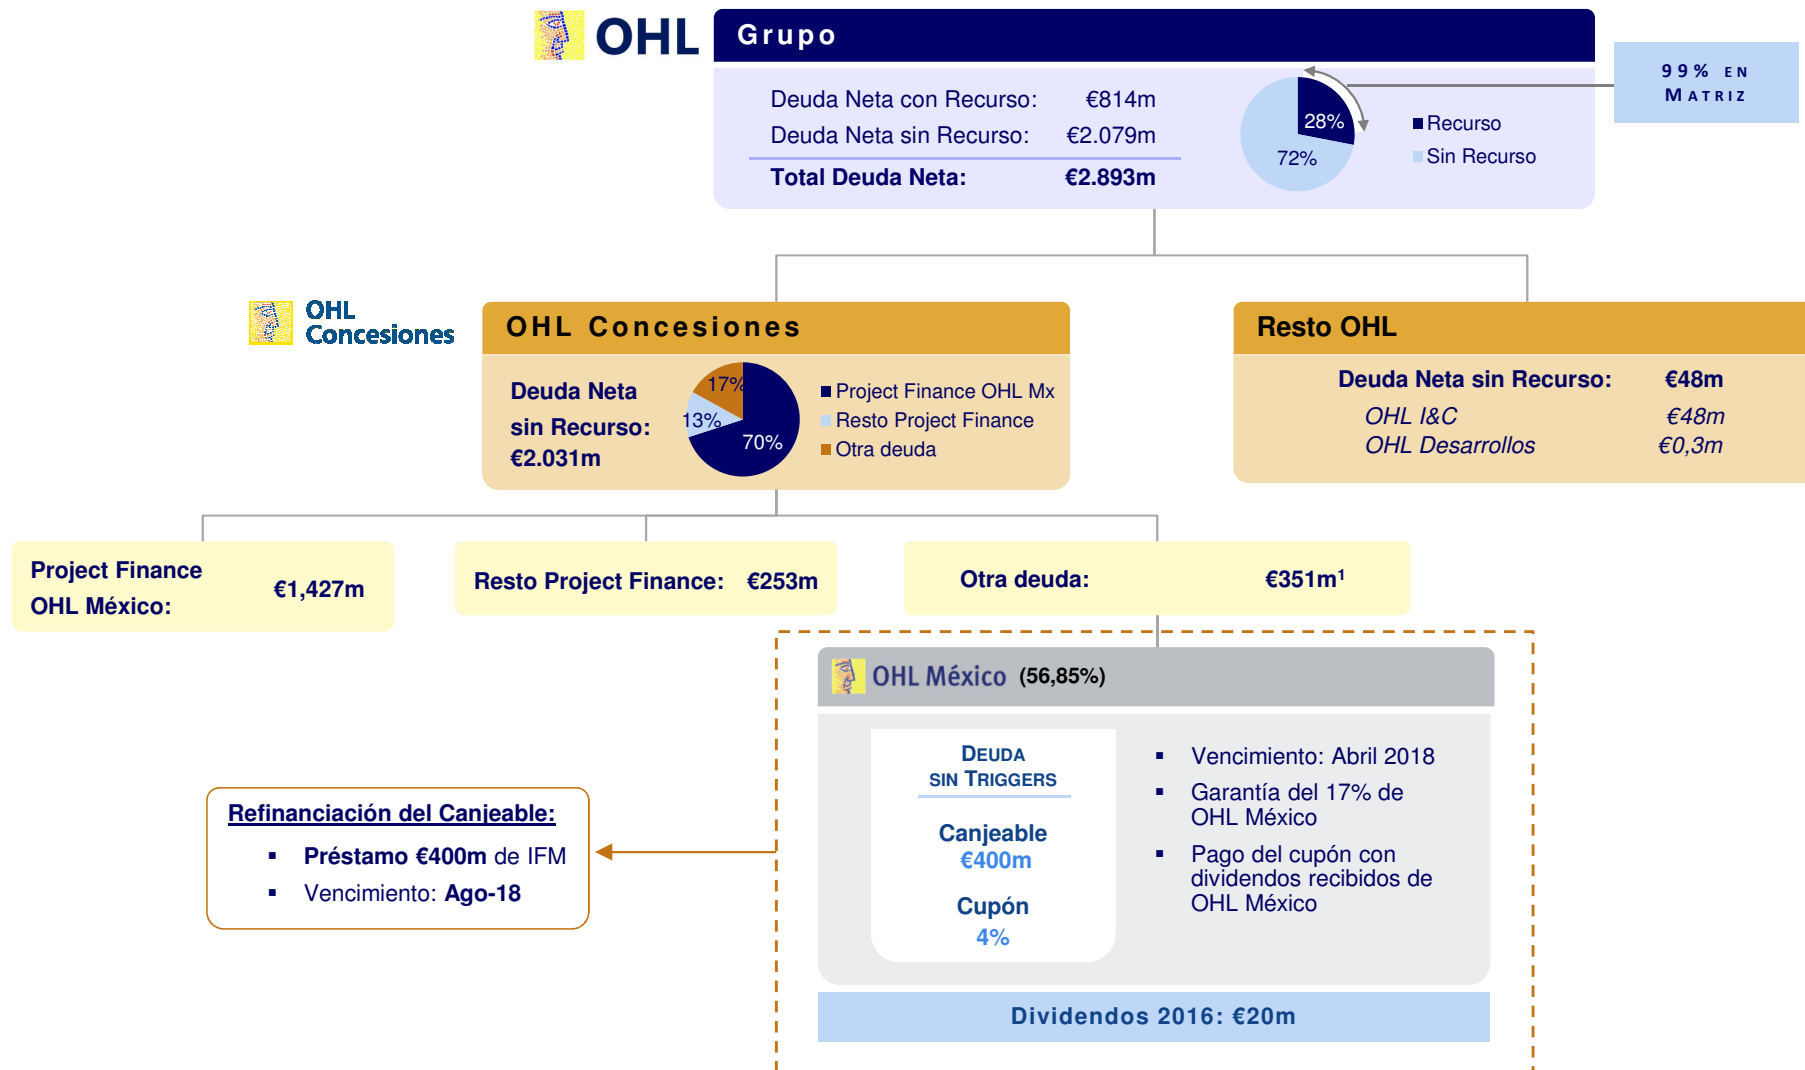 OHL
Grupo
Deuda Neta con Recurso: €814m
Deuda Neta sin Recurso: €2.079m
Total Deuda Neta: €2.893m
28%
72%
Recurso
Sin Recurso
99% EN
MATRIZ
OHL
Concesiones
OHL Concesiones
Deuda Neta
sin Recurso:
€2.031m
17%
13%
70%
Project Finance OHL Mx
Resto Project Finance
Otra deuda
Resto OHL
Deuda Neta sin Recurso: €48m
OHL I&C €48m
OHL Desarrollos €0,3m
Project Finance
OHL México:
€1,427m
Resto Project Finance: €253m
Otra deuda: €351m¹
OHL México (56,85%)
DEUDA
SIN TRIGGERS
Canjeable
€400m
Cupón
4%
▪ Vencimiento: Abril 2018
▪ Garantía del 17% de
OHL México
▪ Pago del cupón con
dividendos recibidos de
OHL México
Refinanciación del Canjeable:
▪ Préstamo €400m de IFM
▪ Vencimiento: Ago-18
Dividendos 2016: €20m